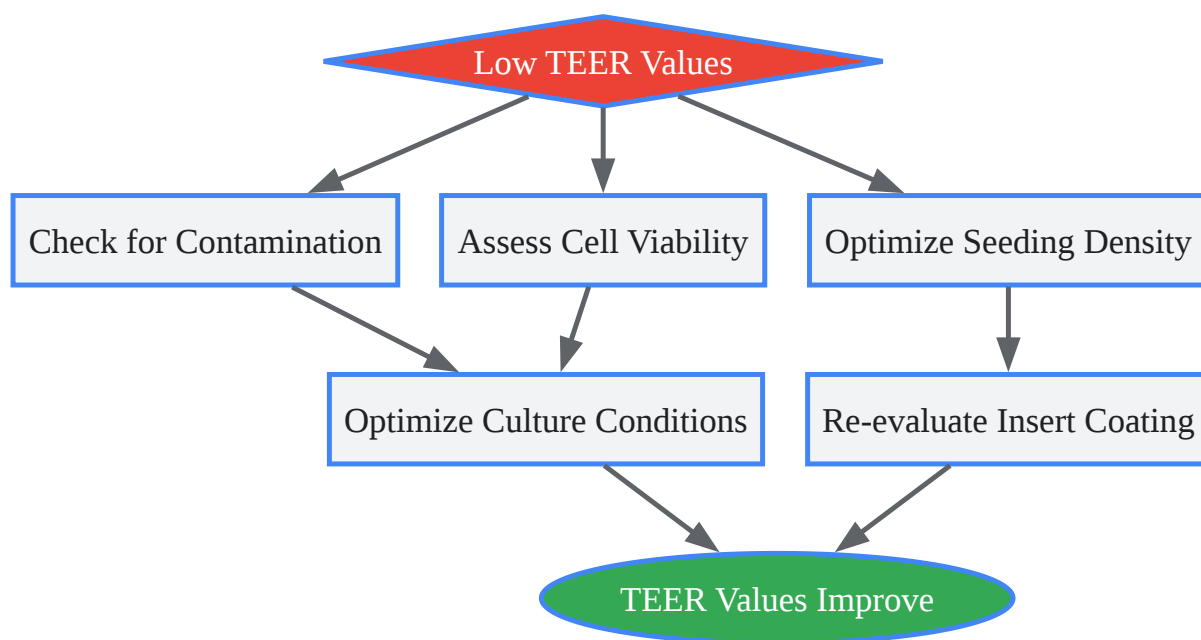 Low TEER Values
Check for Contamination
Assess Cell Viability
Optimize Seeding Density
Optimize Culture Conditions
Re-evaluate Insert Coating
TEER Values Improve